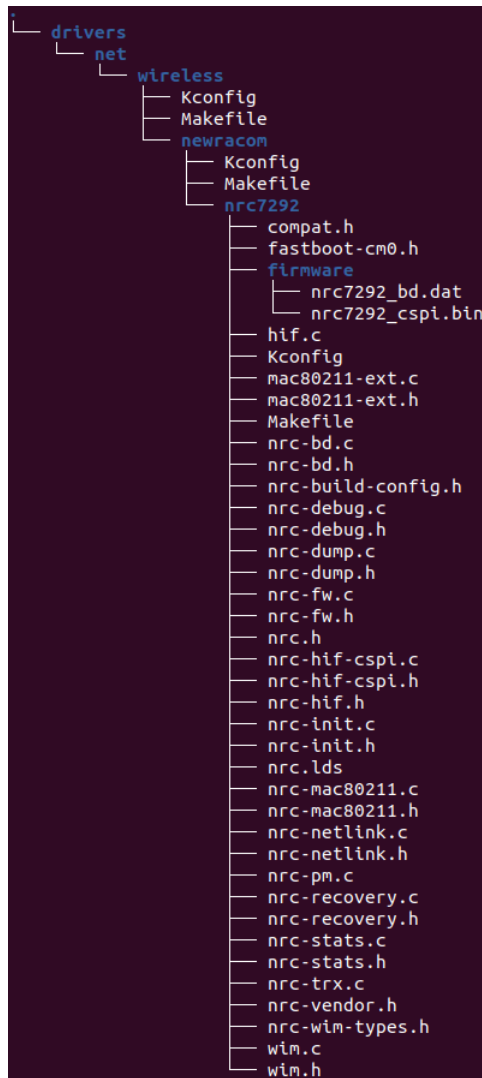 .
└── drivers
    └── net
        └── wireless
            ├── Kconfig
            ├── Makefile
            └── newracom
                ├── Kconfig
                ├── Makefile
                └── nrc7292
                    ├── compat.h
                    ├── fastboot-cm0.h
                    ├── firmware
                    │   ├── nrc7292_bd.dat
                    │   └── nrc7292_cspi.bin
                    ├── hif.c
                    ├── Kconfig
                    ├── mac80211-ext.c
                    ├── mac80211-ext.h
                    ├── Makefile
                    ├── nrc-bd.c
                    ├── nrc-bd.h
                    ├── nrc-build-config.h
                    ├── nrc-debug.c
                    ├── nrc-debug.h
                    ├── nrc-dump.c
                    ├── nrc-dump.h
                    ├── nrc-fw.c
                    ├── nrc-fw.h
                    ├── nrc.h
                    ├── nrc-hif-cspi.c
                    ├── nrc-hif-cspi.h
                    ├── nrc-hif.h
                    ├── nrc-init.c
                    ├── nrc-init.h
                    ├── nrc.lds
                    ├── nrc-mac80211.c
                    ├── nrc-mac80211.h
                    ├── nrc-netlink.c
                    ├── nrc-netlink.h
                    ├── nrc-pm.c
                    ├── nrc-recovery.c
                    ├── nrc-recovery.h
                    ├── nrc-stats.c
                    ├── nrc-stats.h
                    ├── nrc-trx.c
                    ├── nrc-vendor.h
                    ├── nrc-wim-types.h
                    ├── wim.c
                    └── wim.h